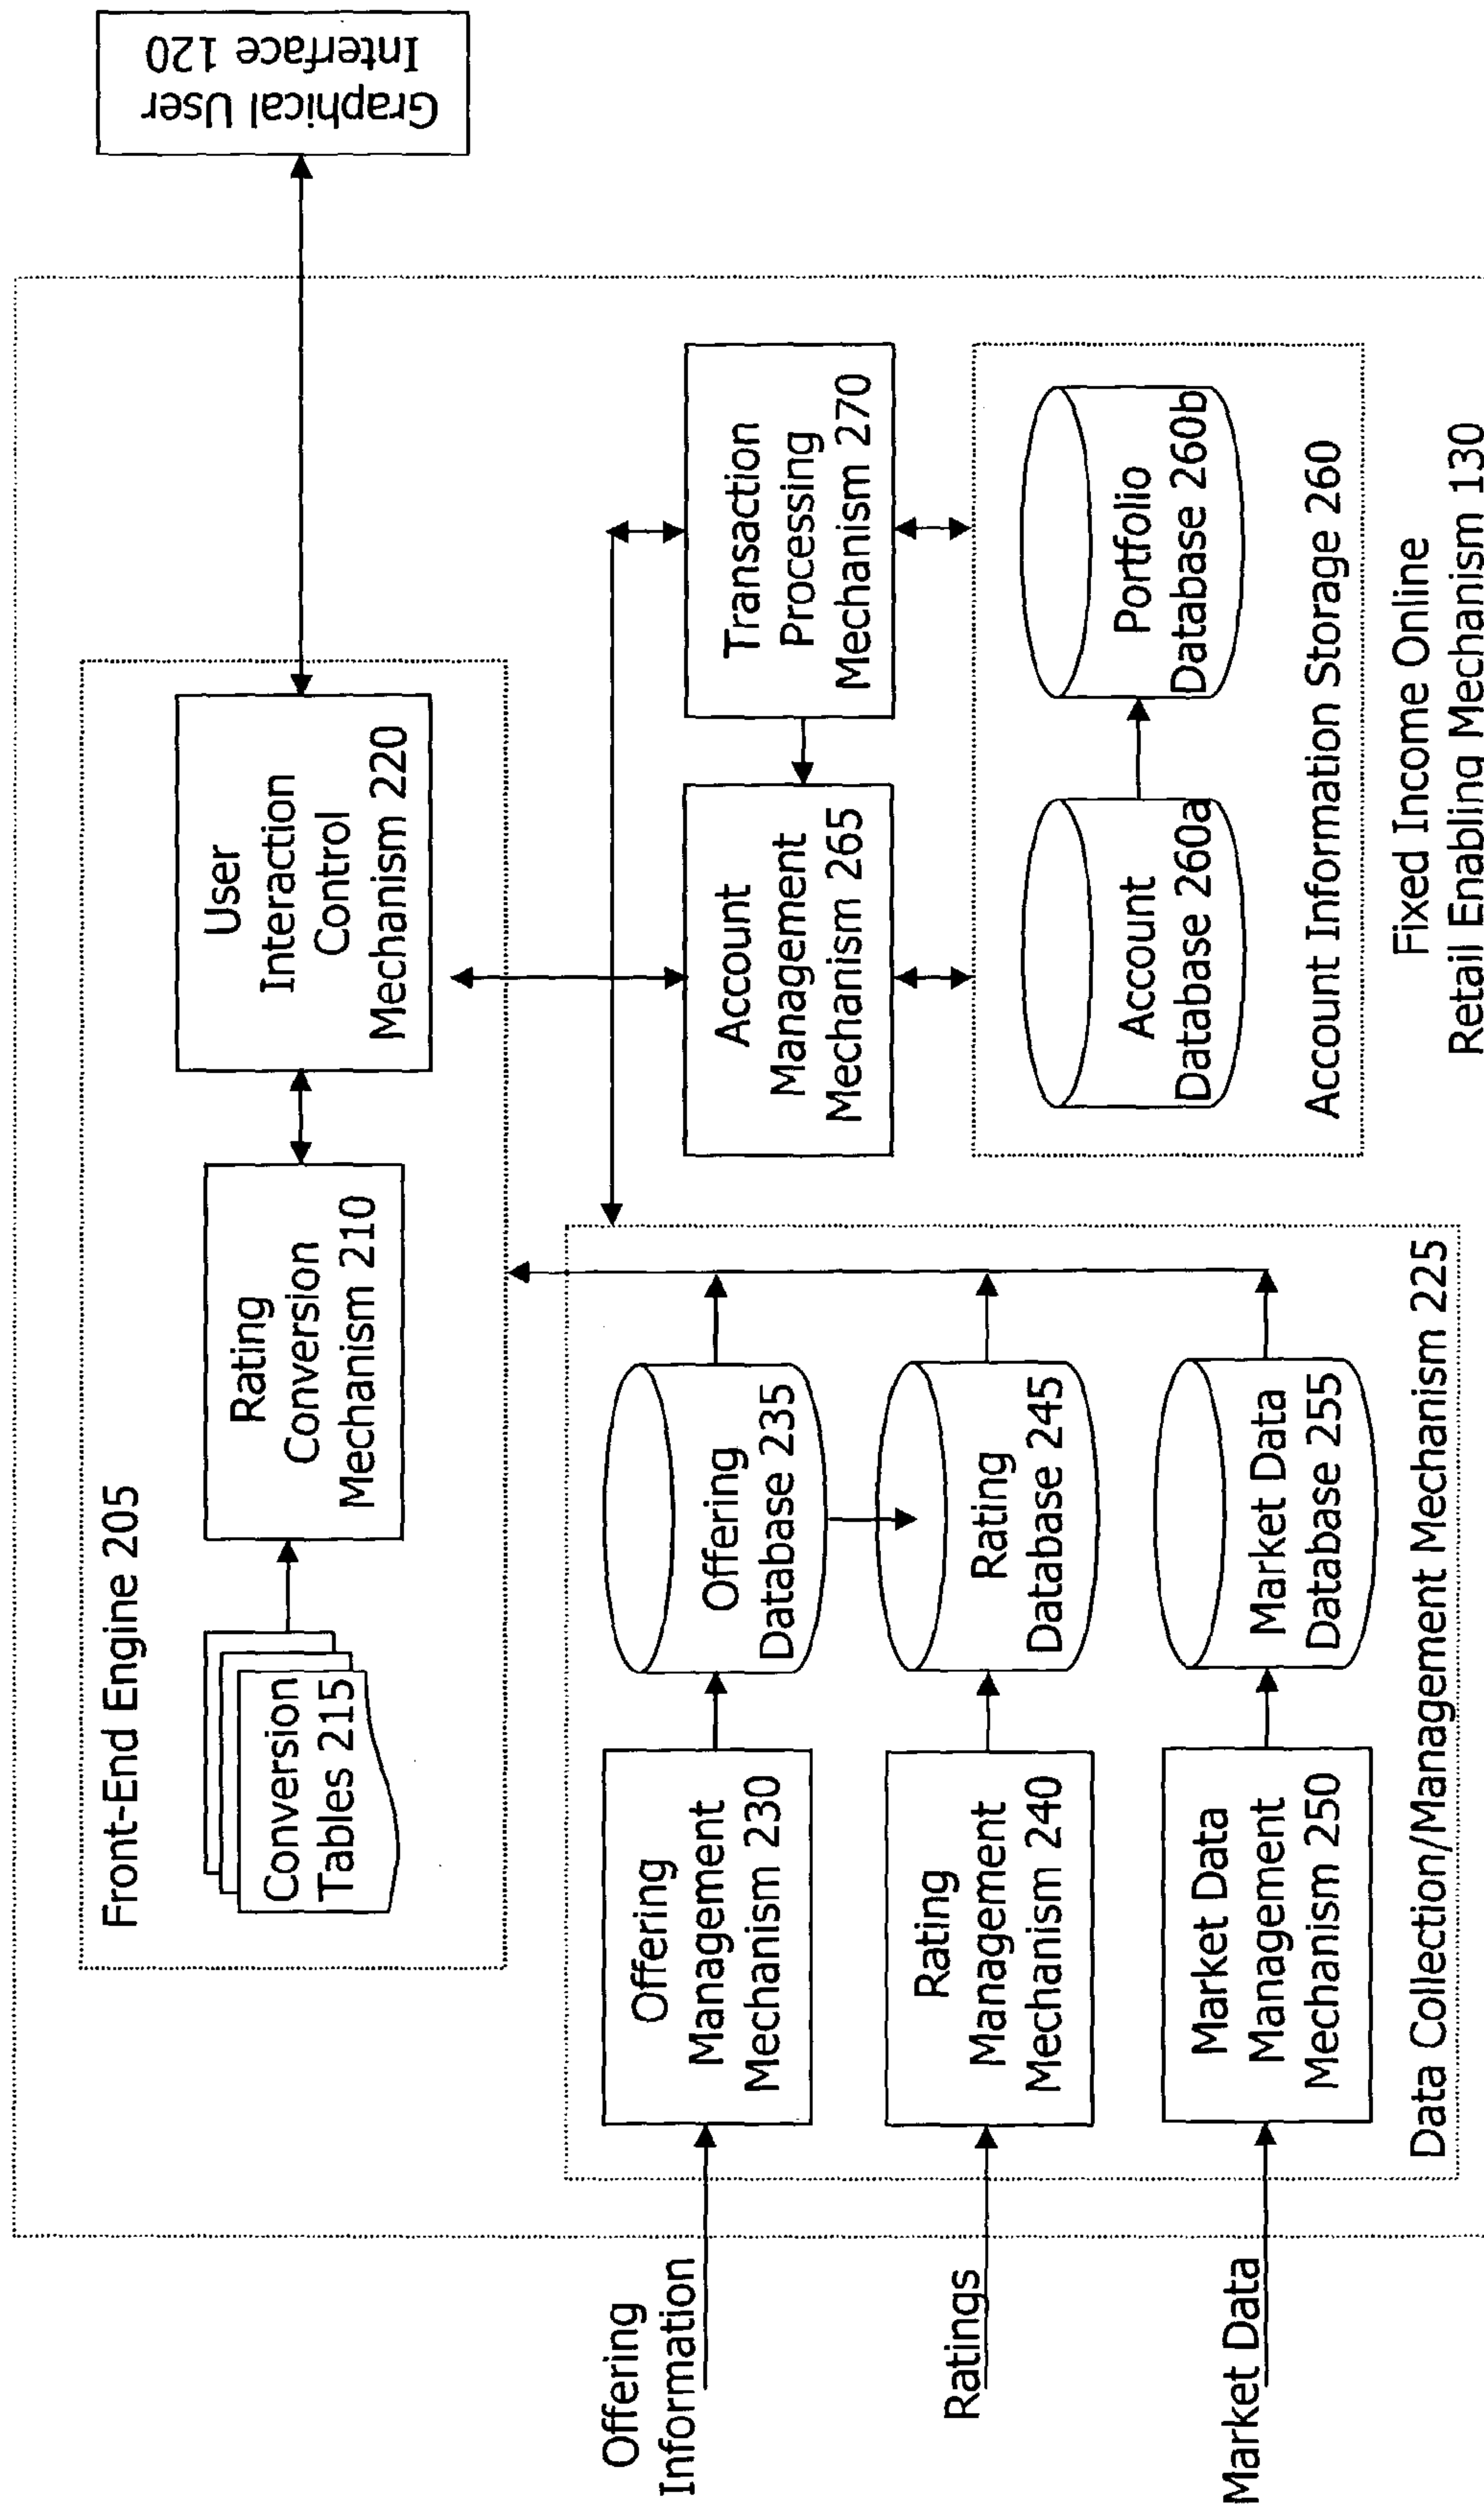 Graphical User
Interface 120
Front-End Engine 205
Conversion
Tables 215
Rating
Conversion
Mechanism 210
User
Interaction
Control
Mechanism 220
Offering
Information
Offering
Management
Mechanism 230
Offering
Database 235
Ratings
Rating
Management
Mechanism 240
Rating
Database 245
Market Data
Market Data
Management
Mechanism 250
Market Data
Database 255
Data Collection/Management Mechanism 225
Account
Management
Mechanism 265
Transaction
Processing
Mechanism 270
Account
Database 260a
Portfolio
Database 260b
Account Information Storage 260
Fixed Income Online
Retail Enabling Mechanism 130